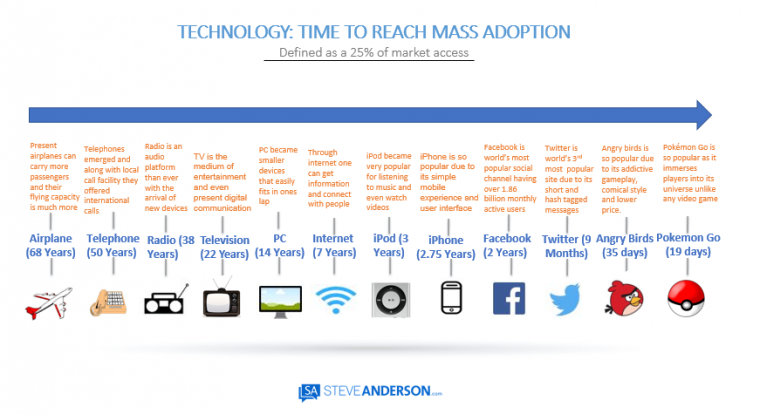 TECHNOLOGY: TIME TO REACH MASS ADOPTION
Defined as a 25% of market access
Present
airplanes can
carry more
passengers
and their
flying capacity
is much more
Airplane
(68 Years)
Telephones
emerged and
along with local
call facility they
offered
international
calls
Telephone
(50 Years)
Radio is an
audio
platform
than ever
with the
arrival of
new devices
Radio (38
Years)
TV is the
medium of
entertainment
and even
present digital
communication
Television
(22 Years)
PC became
smaller
devices
that easily
fits in ones
lap
PC
(14 Years)
Through
internet one
can get
information
and connect
with people
Internet
(7 Years)
iPod became
very popular
for listening
to music and
even watch
videos
iPod (3
Years)
iPhone is so
popular due to
its simple
mobile
experience and
user interface
iPhone
(2.75 Years)
Facebook is
world's most
popular social
channel having
over 1.86
billion monthly
active users
Facebook
(2 Years)
Twitter is
world's 3rd
most popular
site due to its
short and
hash tagged
messages
Twitter (9
Months)
Angry birds is
so popular due
to its addictive
gameplay,
comical style
and lower
price.
Angry Birds
(35 days)
Pokémon Go is
so popular as it
immerses
players into its
universe unlike
any video game
Pokemon Go
(19 days)
SA STEVEANDERSON.com